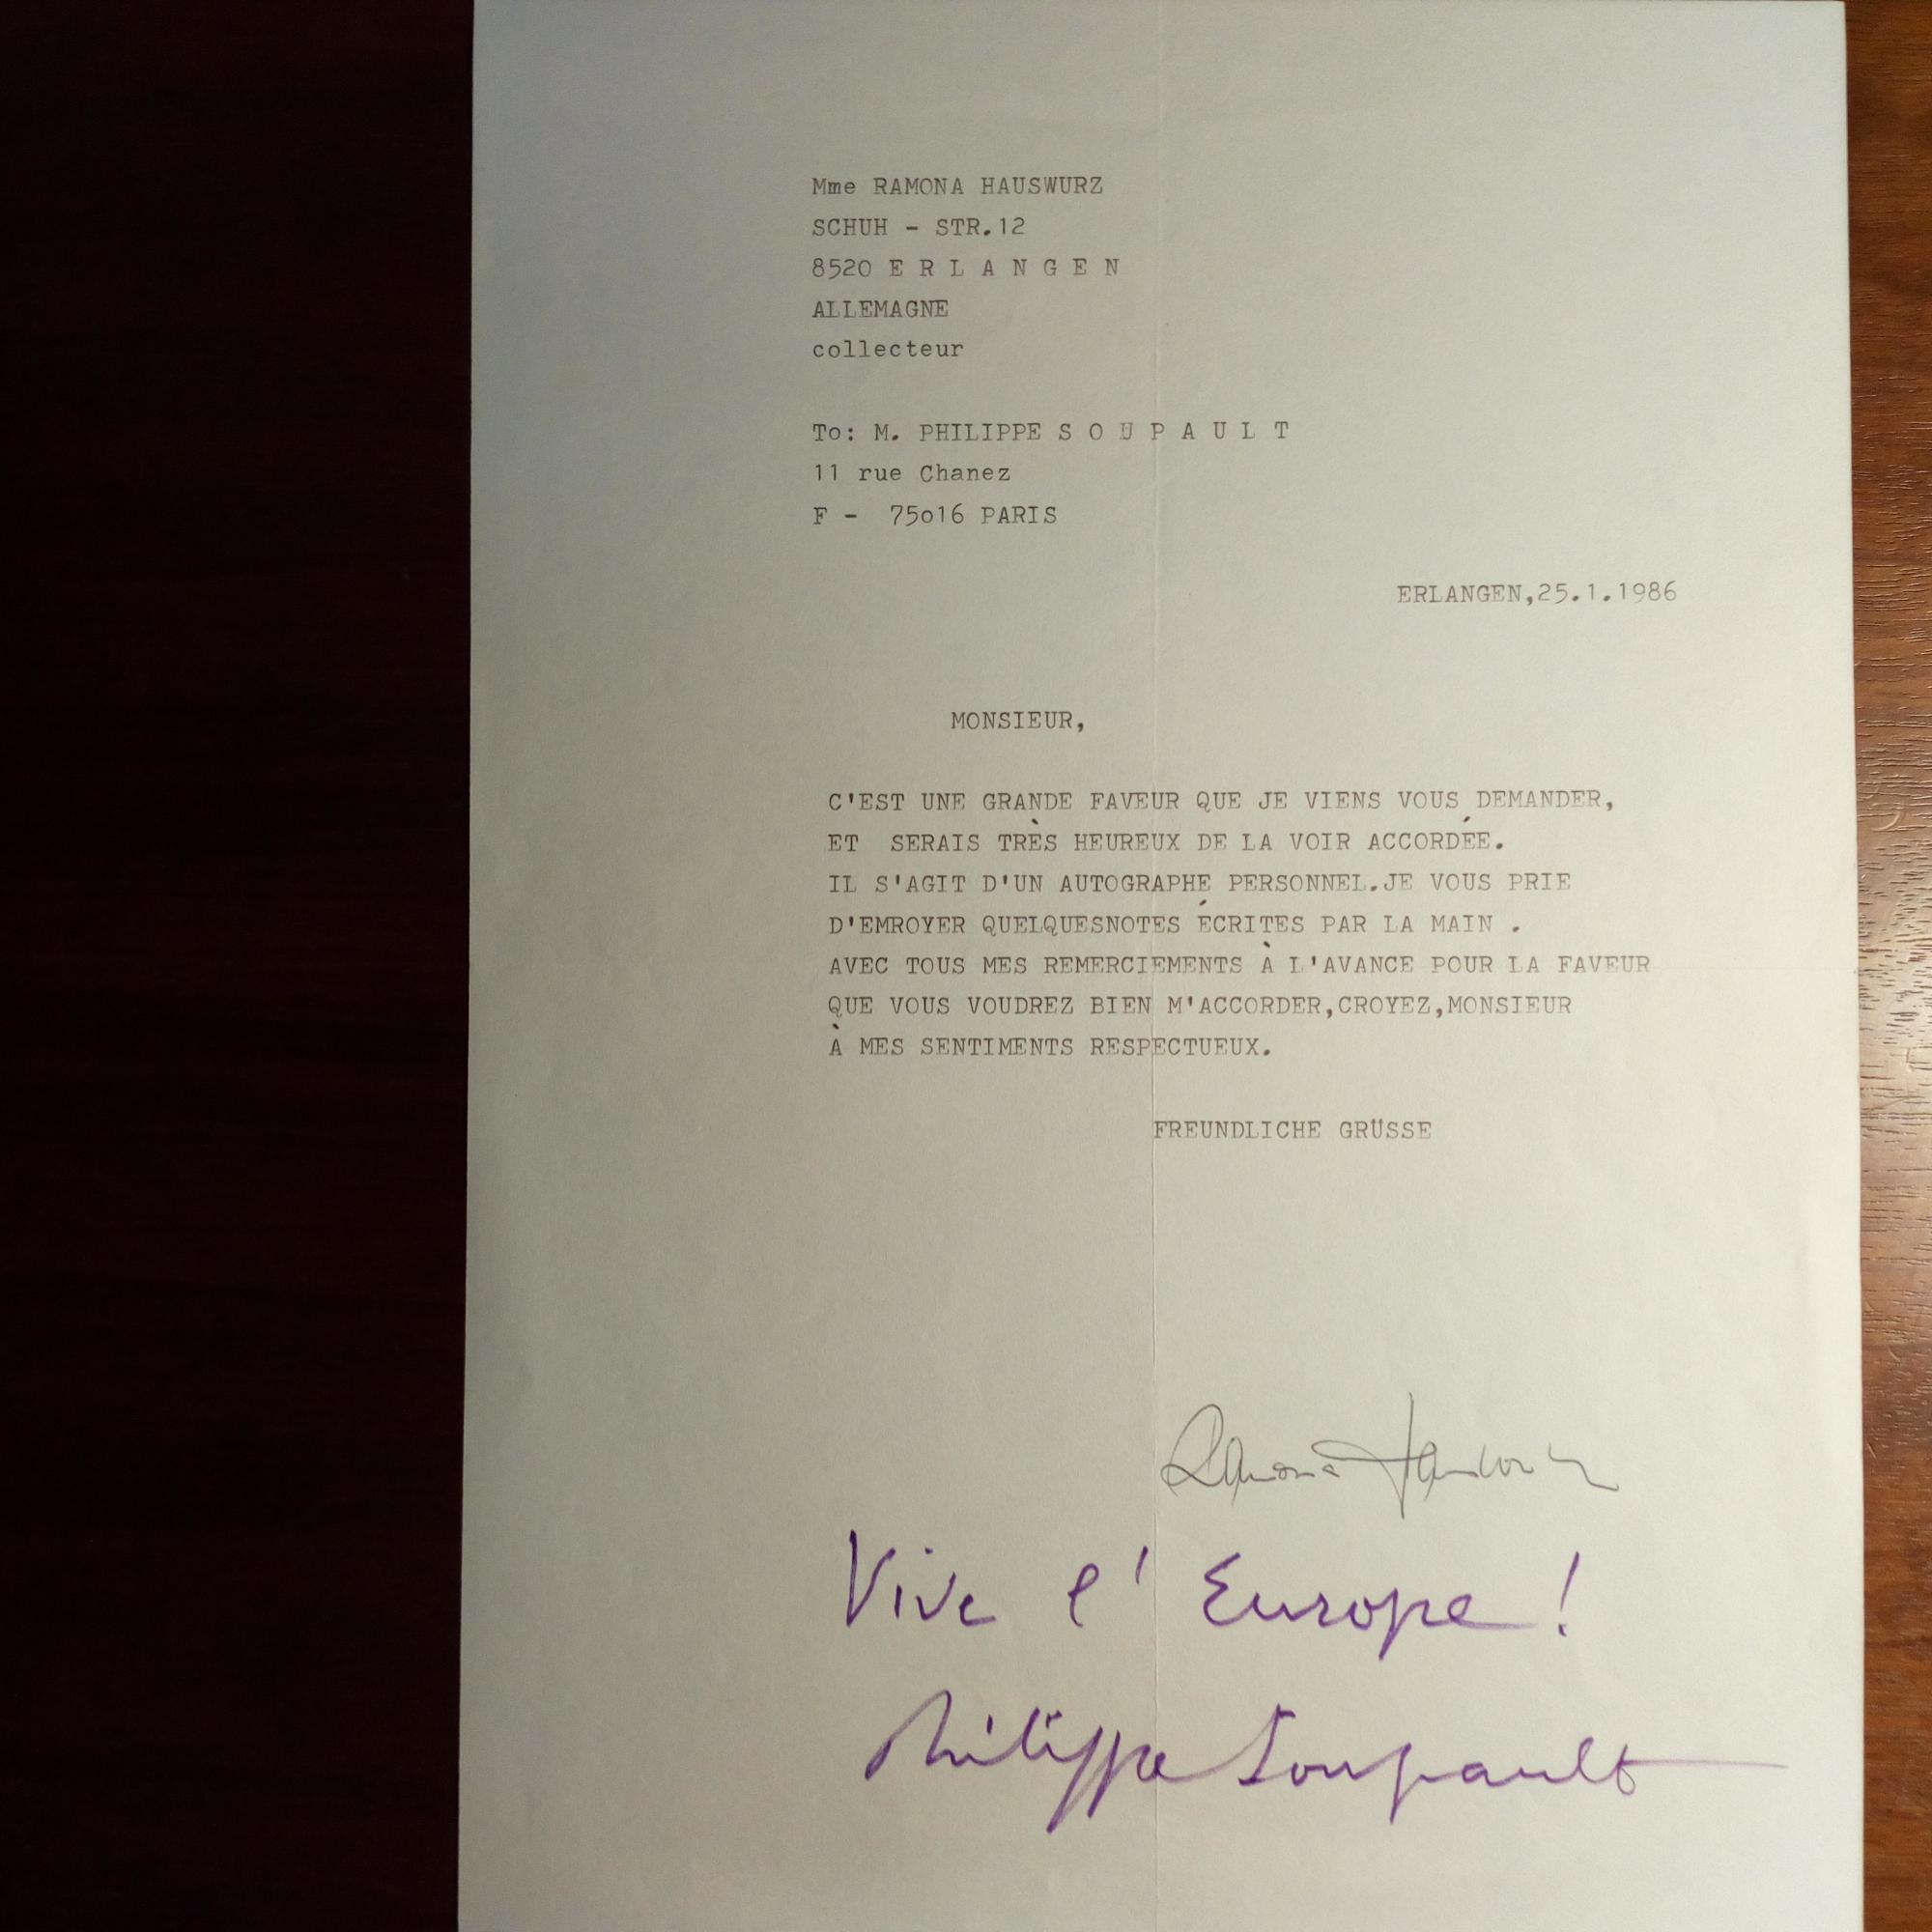 Mme RAMONA HAUSWURZ
SCHUH - STR.12
8520 E R L A N G E N
ALLEMAGNE
collecteur
To: M. PHILIPPE S O U P A U L T
11 rue Chanez
F -  75o16 PARIS
ERLANGEN,25.1.1986
MONSIEUR,
C'EST UNE GRANDE FAVEUR QUE JE VIENS VOUS DEMANDER,
ET  SERAIS TRÈS HEUREUX DE LA VOIR ACCORDÉE.
IL S'AGIT D'UN AUTOGRAPHE PERSONNEL.JE VOUS PRIE
D'EMROYER QUELQUESNOTES ÉCRITES PAR LA MAIN .
AVEC TOUS MES REMERCIEMENTS À L'AVANCE POUR LA FAVEUR
QUE VOUS VOUDREZ BIEN M'ACCORDER,CROYEZ,MONSIEUR
À MES SENTIMENTS RESPECTUEUX.
FREUNDLICHE GRÜSSE
Ramona Hauswurz
Vive l'Europe !
Philippe Soupault